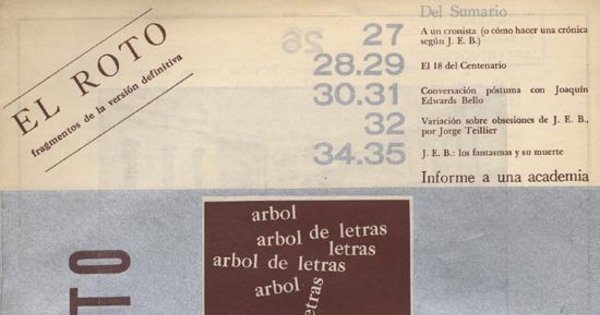 EL ROTO
fragmentos de la versión definitiva
Del Sumario
27
A un cronista (o cómo hacer una crónica
según J. E. B.)
28.29
El 18 del Centenario
30.31
Conversación póstuma con Joaquín
Edwards Bello
32
Variación sobre obsesiones de J. E. B.,
por Jorge Teillier
34.35
J. E. B.: los fantasmas y su muerte
Informe a una academia
arbol
arbol de letras
letras
arbol de letras
arbol
letras
TO